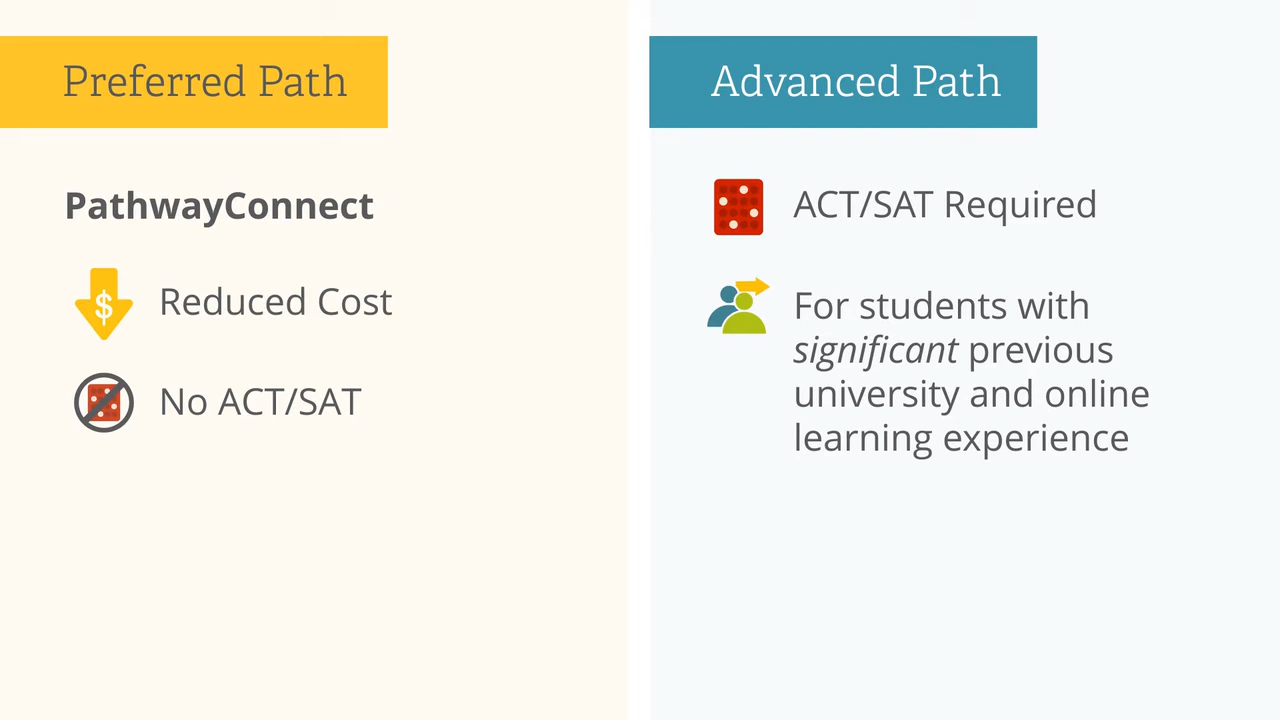 Preferred Path
PathwayConnect
$
Reduced Cost
No ACT/SAT
Advanced Path
ACT/SAT Required
For students with
significant previous
university and online
learning experience